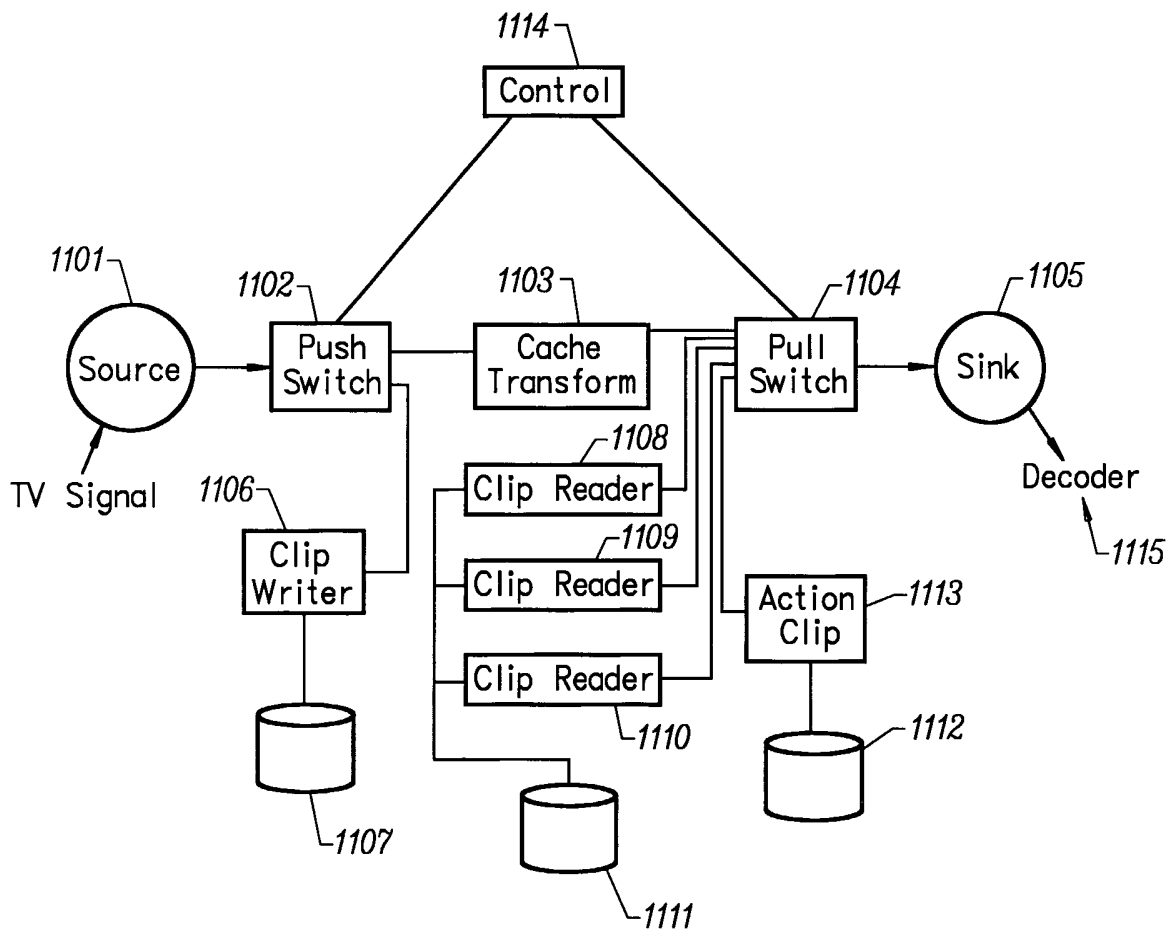 1114
Control
1101
1102
1103
1104
1105
Source
Push
Switch
Cache
Transform
Pull
Switch
Sink
TV Signal
Decoder
1115
1106
Clip
Writer
1107
1108
Clip Reader
1109
Clip Reader
Clip Reader
1110
1111
Action
Clip
1113
1112